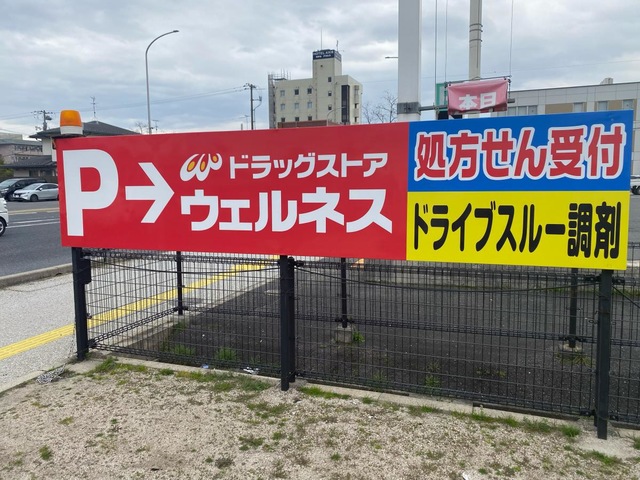 本日
P→
ドラッグストア
ウェルネス
処方せん受付
ドライブスルー調剤